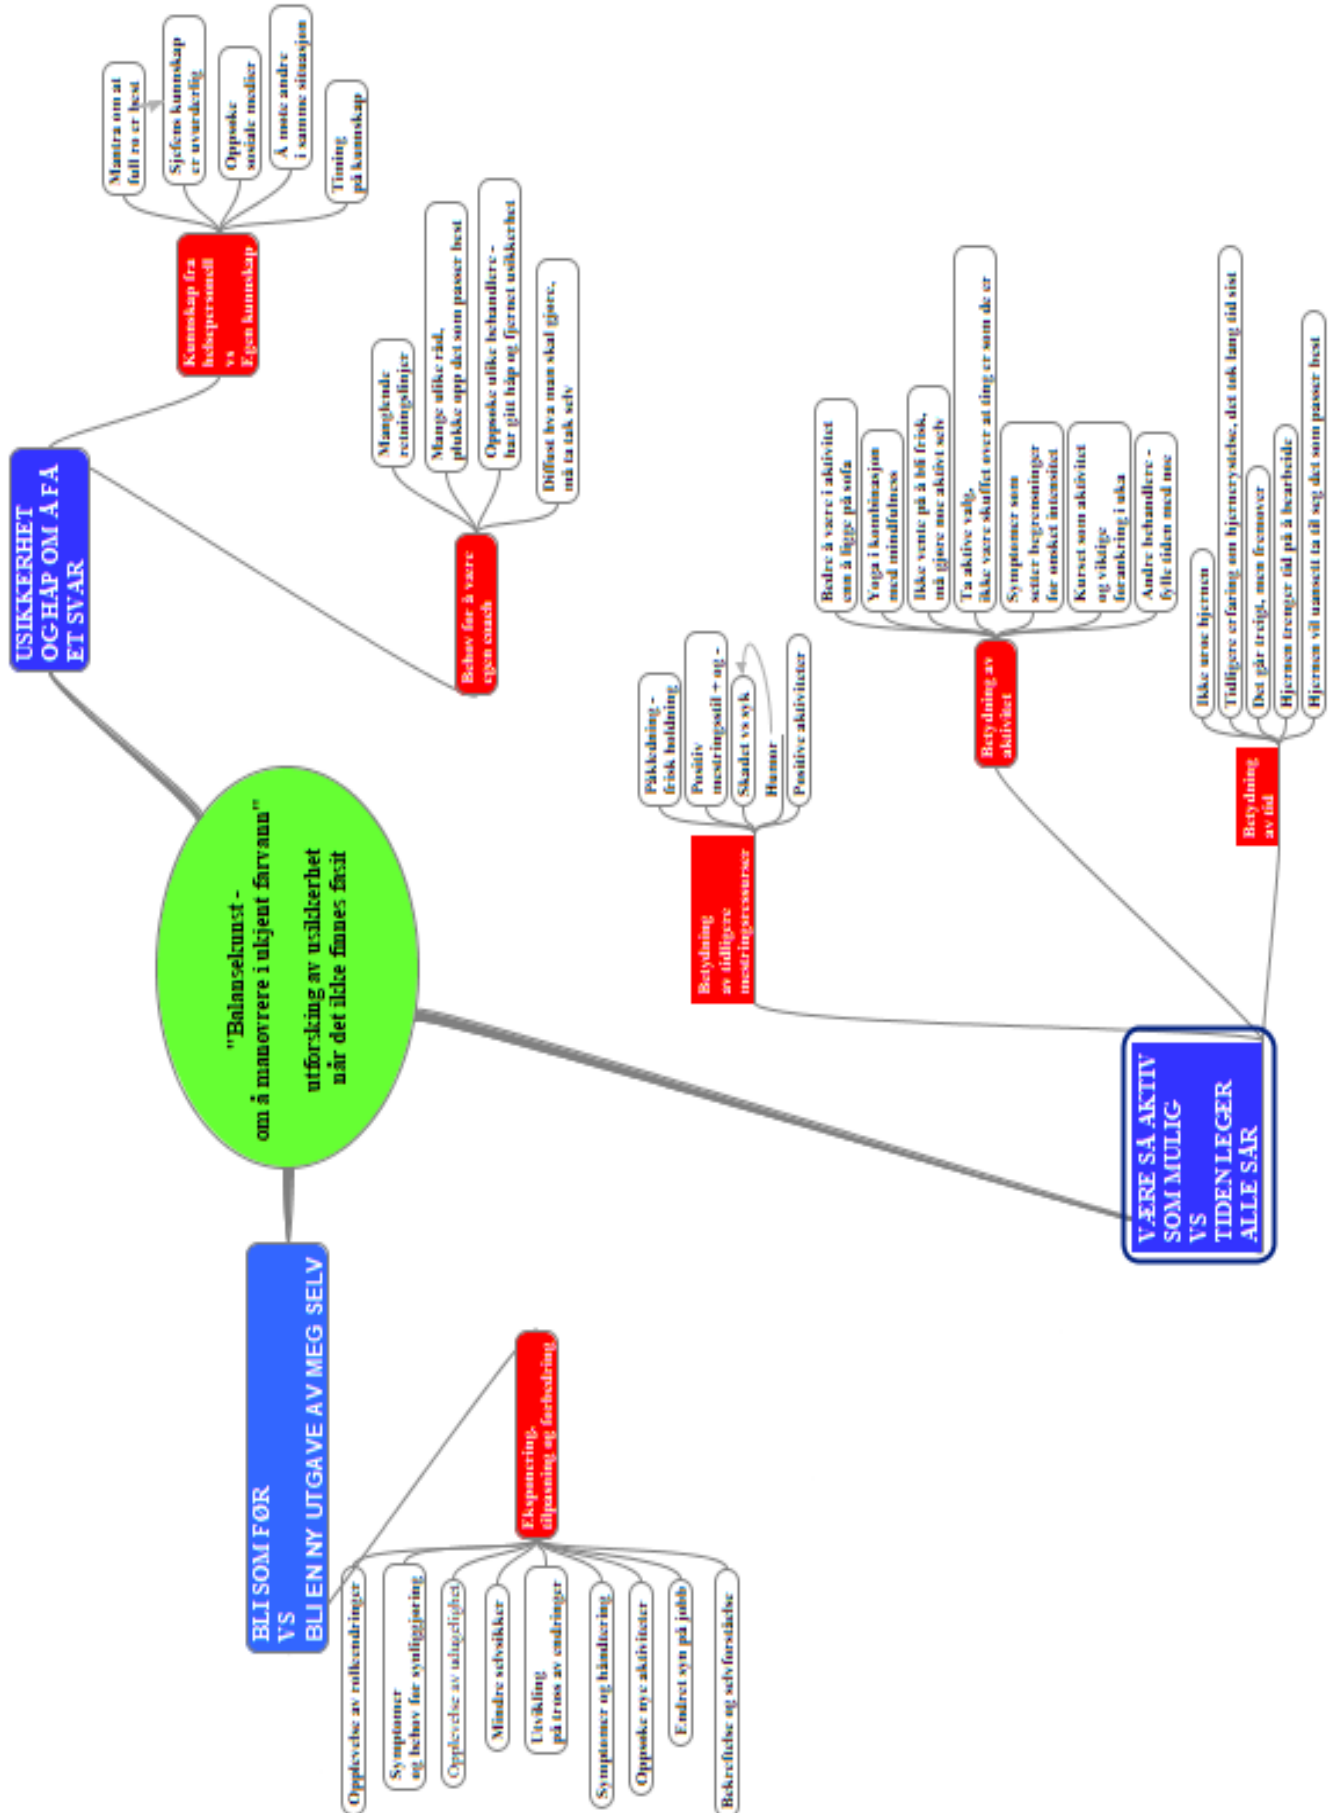 "Balansekunst -
om å manøvrere i ukjent farvann"
utforsking av usikkerhet
når det ikke finnes fasit
USIKKERHET
OG HÅP OM Å FÅ
ET SVAR
Kunnskap fra
helsepersonell
vs
Egen kunnskap
Mantra om at
full ro er best
Sjefens kunnskap
er uvurderlig
Oppsøke
sosiale medier
Å møte andre
i samme situasjon
Timing
på kunnskap
Behov for å være
egen coach
Manglende
retningslinjer
Mange ulike råd,
plukke opp det som passer best
Oppsøke ulike behandlere -
har gitt håp og fjernet usikkerhet
Diffust hva man skal gjøre,
må ta tak selv
VÆRE SÅ AKTIV
SOM MULIG
VS
TIDEN LEGER
ALLE SÅR
Betydning
av tidligere
mestringsressurser
Påkledning -
frisk holdning
Positiv
mestringsstil + og -
Skadet vs syk
Humor
Positive aktiviteter
Betydning av
aktivitet
Bedre å være i aktivitet
enn å ligge på sofa
Yoga i kombinasjon
med mindfulness
Ikke vente på å bli frisk,
må gjøre noe aktivt selv
Ta aktive valg,
ikke være skuffet over at ting er som de er
Symptomer som
setter begrensninger
for ønsket intensitet
Kurset som aktivitet
og viktige
forankring i uka
Andre behandlere -
fylle tiden med noe
Betydning
av tid
Ikke uroe hjernen
Tidligere erfaring om hjernerystelse, det tok lang tid sist
Det går treigt, men fremover
Hjernen trenger tid på å bearbeide
Hjernen vil uansett ta til seg det som passer best
BLI SOM FØR
VS
BLI EN NY UTGAVE AV MEG SELV
Eksponering,
tilpasning og forbedring
Opplevelse av rolleendringer
Symptomer
og behov for synliggjøring
Opplevelse av udugelighet
Mindre selvsikker
Utvikling
på tross av endringer
Symptomer og håndtering
Oppsøke nye aktiviteter
Endret syn på jobb
Bekreftelse og selvforståelse